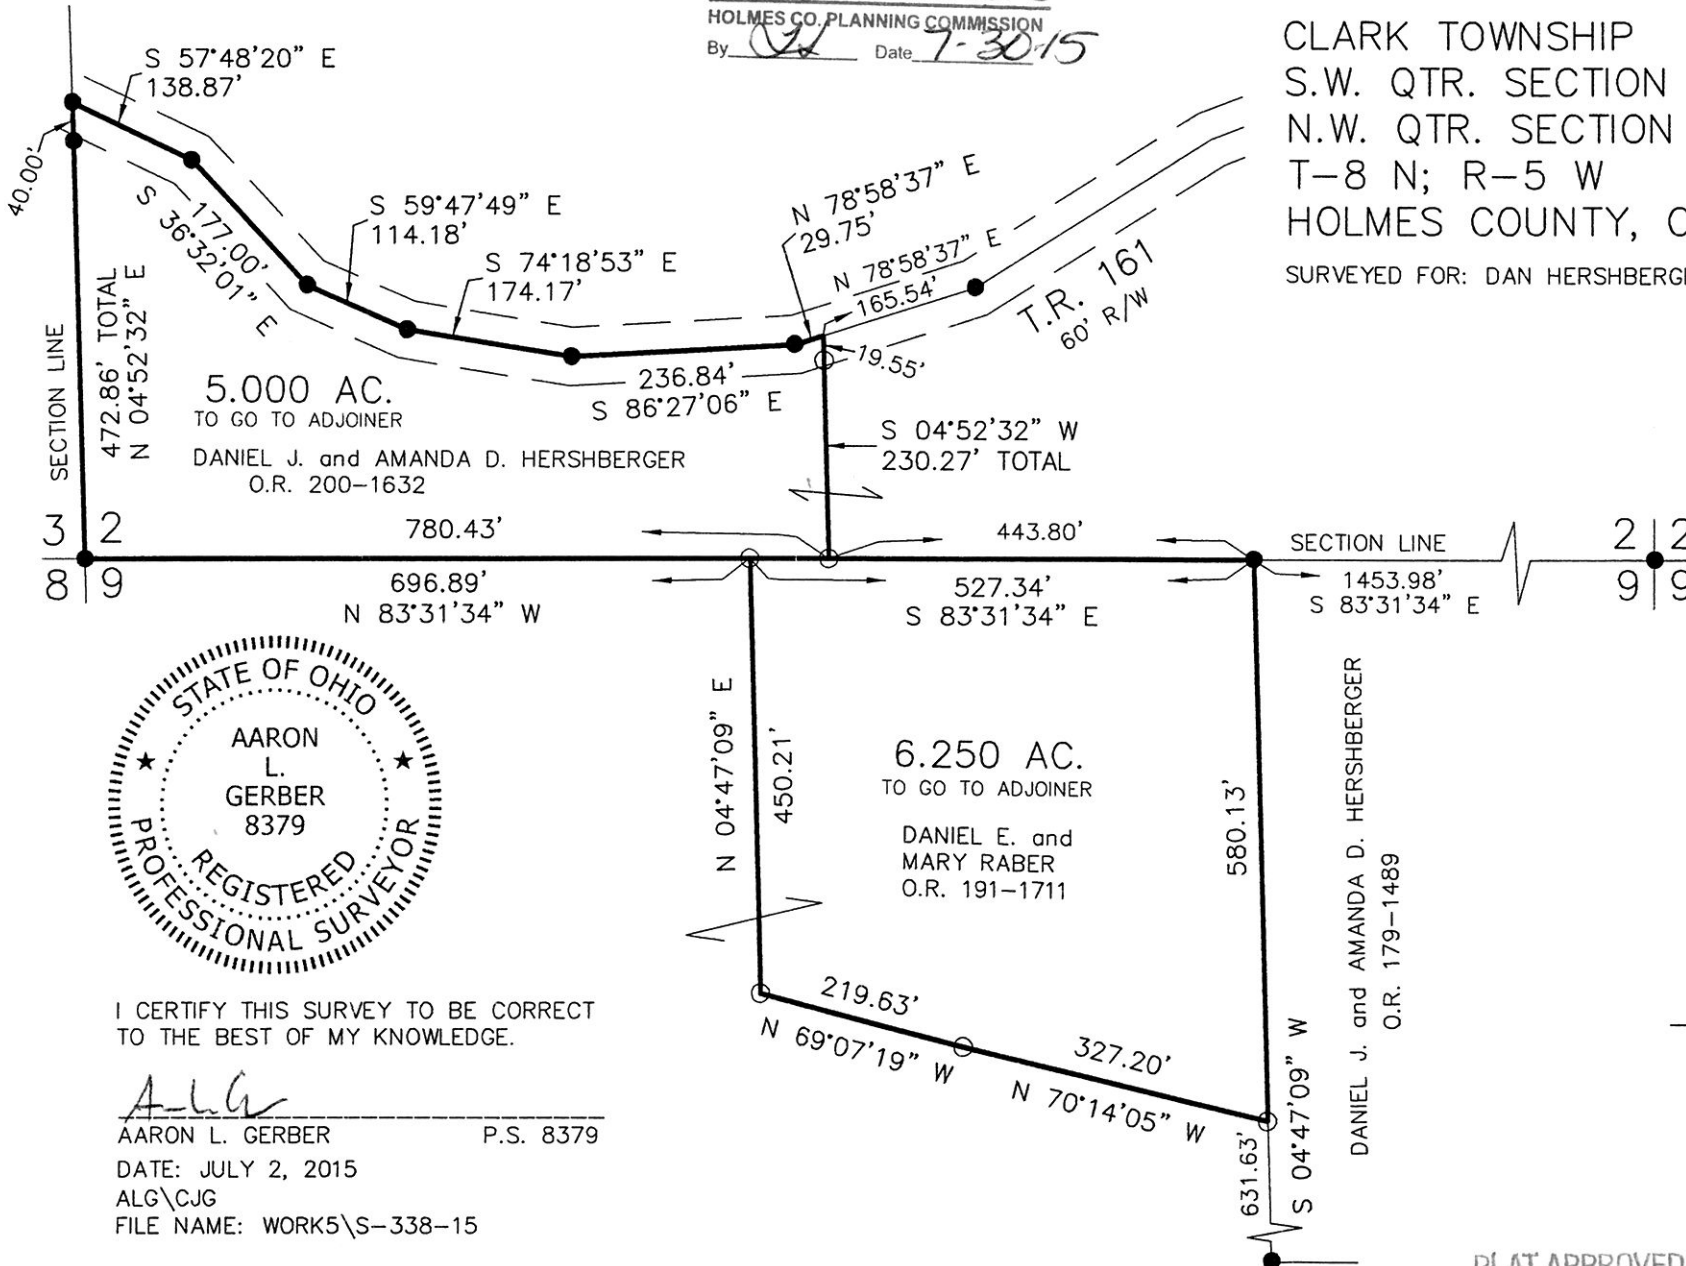 HOLMES CO. PLANNING COMMISSION
By Date 7-30-15
CLARK TOWNSHIP
S.W. QTR. SECTION
N.W. QTR. SECTION
T-8 N; R-5 W
HOLMES COUNTY,
SURVEYED FOR: DAN
S 57°48'20" E
138.87'
40.00'
177.00'
S 36°32'01" E
S 59°47'49" E
114.18'
S 74°18'53" E
174.17'
N 78°58'37" E
29.75'
N 78°58'37" E
165.54'
T.R. 161
60' R/W
19.55'
236.84'
S 86°27'06" E
SECTION LINE
472.86' TOTAL
N 04°52'32" E
5.000 AC.
TO GO TO ADJOINER
DANIEL J. and AMANDA D. HERSHBERGER
O.R. 200-1632
S 04°52'32" W
230.27' TOTAL
3 2
8 9
780.43'
443.80'
SECTION LINE
2 2
9 9
696.89'
N 83°31'34" W
527.34'
S 83°31'34" E
1453.98'
S 83°31'34" E
STATE OF OHIO
AARON
L.
GERBER
8379
REGISTERED
PROFESSIONAL SURVEYOR
N 04°47'09" E
450.21'
6.250 AC.
TO GO TO ADJOINER
DANIEL E. and
MARY RABER
O.R. 191-1711
580.13'
DANIEL J. and AMANDA D. HERSHBERGER
O.R. 179-1489
219.63'
N 69°07'19" W
327.20'
N 70°14'05" W
631.63'
S 04°47'09" W
I CERTIFY THIS SURVEY TO BE CORRECT
TO THE BEST OF MY KNOWLEDGE.
AARON L. GERBER P.S. 8379
DATE: JULY 2, 2015
ALG\CJG
FILE NAME: WORK5\S-338-15
PLAT APPROVED